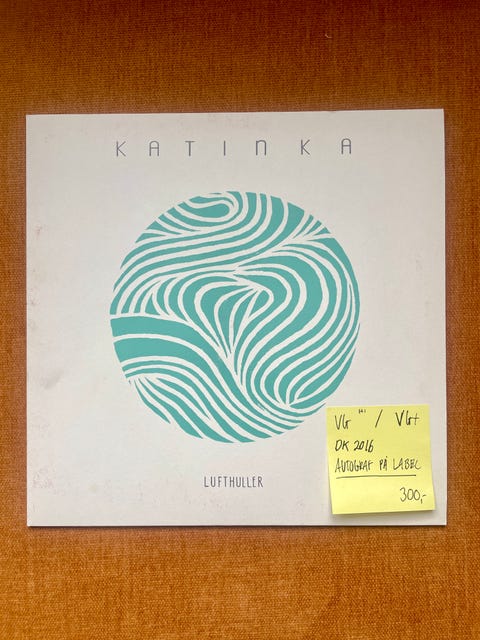 KATINKA
LUFTHULLER
VG / VG+
DK 2016
AUTOGRAF PÅ LABEL
300,-